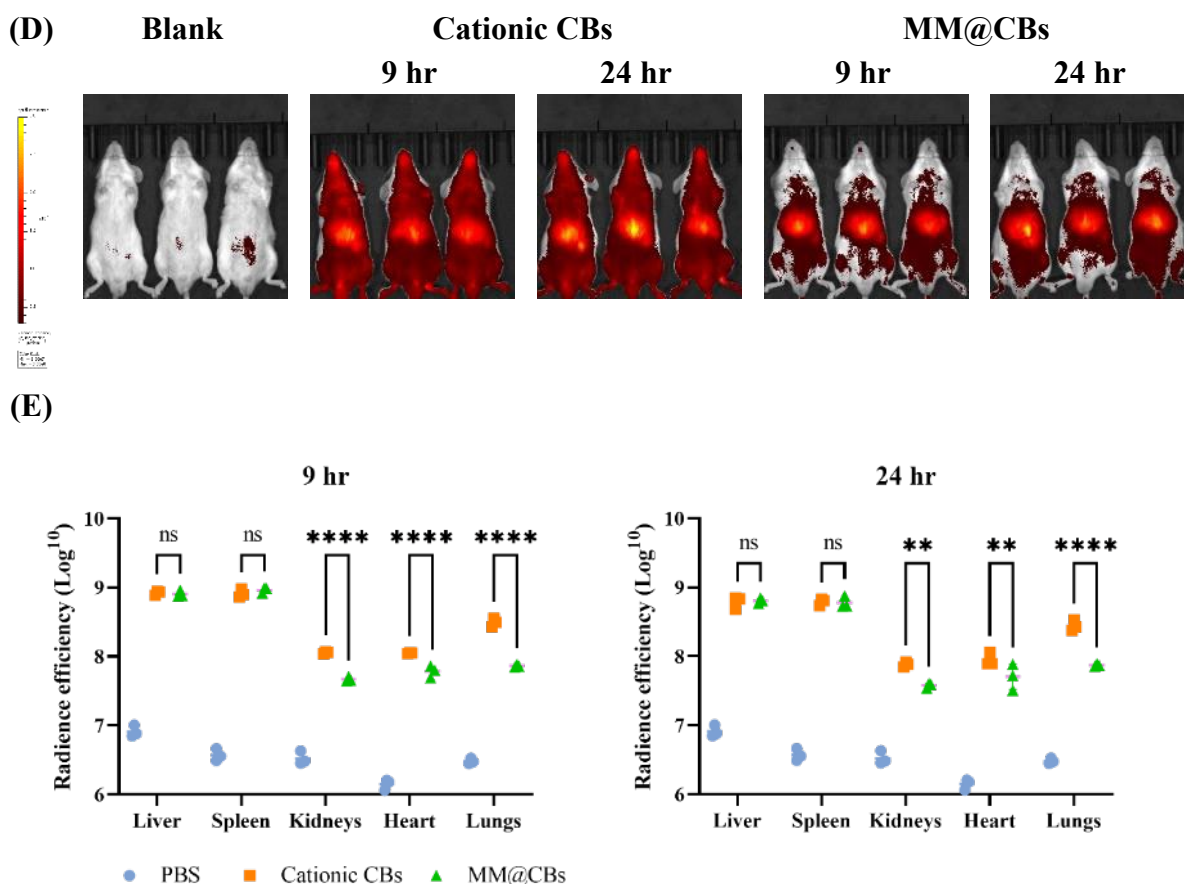 (D) Blank Cationic CBs MM@CBs
9 hr 24 hr 9 hr 24 hr
(E)
9 hr
Radience efficiency (Log10)
10
9
8
7
6
ns ns **** **** ****
Liver Spleen Kidneys Heart Lungs
24 hr
Radience efficiency (Log10)
10
9
8
7
6
ns ns ** ** ****
Liver Spleen Kidneys Heart Lungs
PBS Cationic CBs MM@CBs